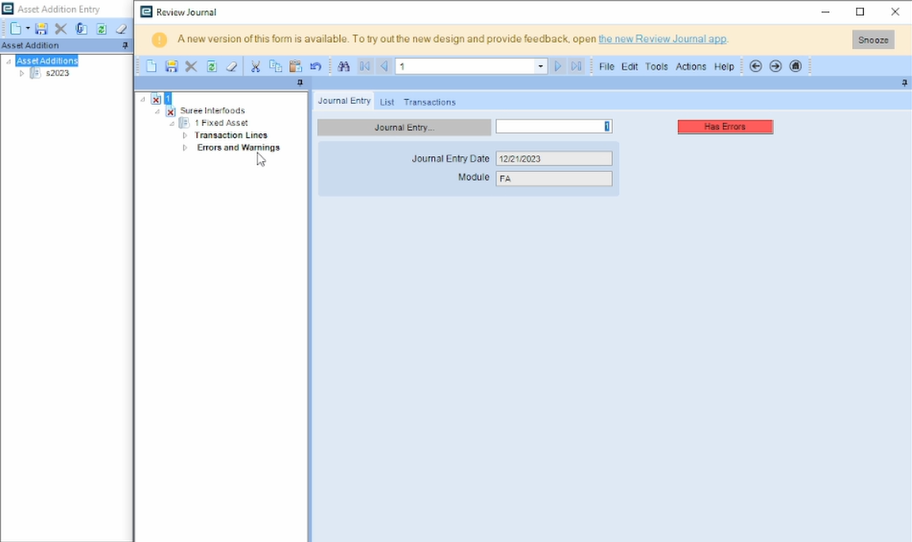 Asset Addition Entry
Review Journal
A new version of this form is available. To try out the new design and provide feedback, open the new Review Journal app.
Snooze
1
File Edit Tools Actions Help
Asset Addition
Asset Additions
s2023
1
Suree Interfoods
1 Fixed Asset
Transaction Lines
Errors and Warnings
Journal Entry List Transactions
Journal Entry...
1
Has Errors
Journal Entry Date 12/21/2023
Module FA